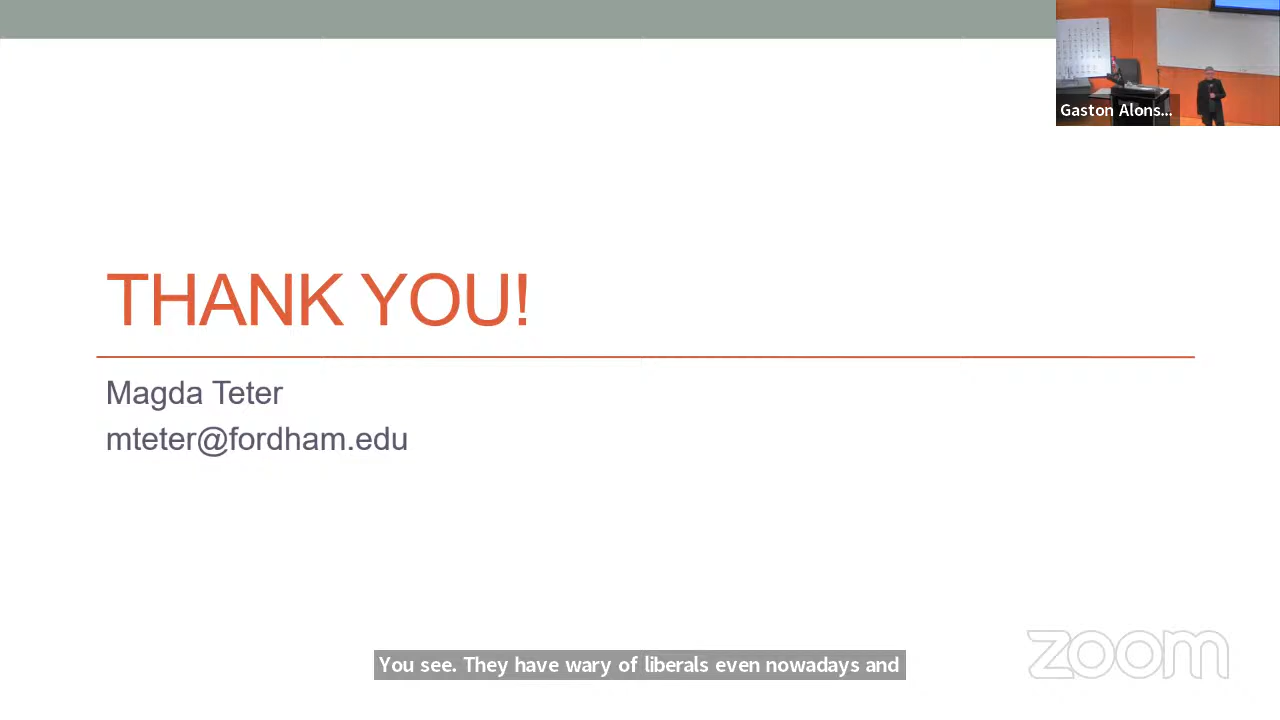 Gaston Alons...
THANK YOU!
Magda Teter
mteter@fordham.edu
You see. They have wary of liberals even nowadays and
zoom